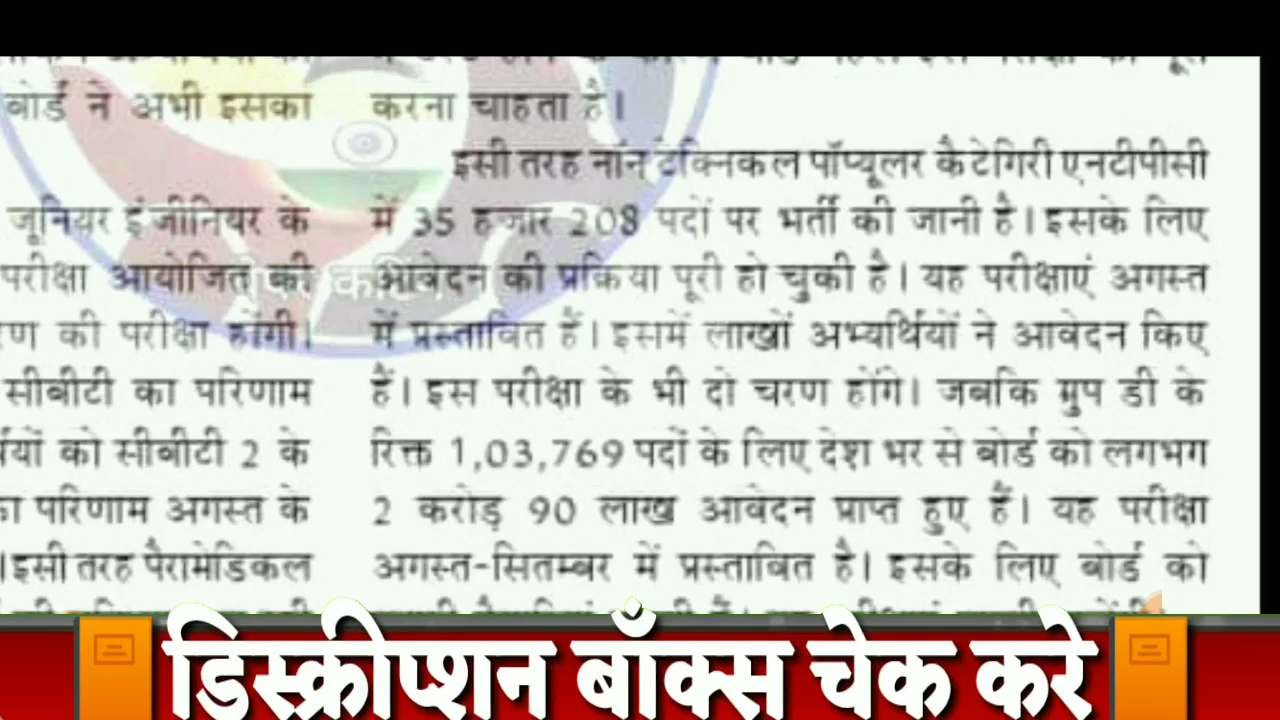 बोर्ड ने अभी इसका
जूनियर इंजीनियर के
परीक्षा आयोजित की
की परीक्षा होंगी।
सीबीटी का परिणाम
को सीबीटी 2 के
परिणाम अगस्त के
।इसी तरह पैरामेडिकल
करना चाहता है।
इसी तरह नॉन टेक्निकल पॉप्यूलर कैटेगिरी एनटीपीसी
में 35 हजार 208 पदों पर भर्ती की जानी है। इसके लिए
आवेदन की प्रक्रिया पूरी हो चुकी है। यह परीक्षाएं अगस्त
में प्रस्तावित हैं। इसमें लाखों अभ्यर्थियों ने आवेदन किए
हैं। इस परीक्षा के भी दो चरण होंगे। जबकि ग्रुप डी के
रिक्त 1,03,769 पदों के लिए देश भर से बोर्ड को लगभग
2 करोड़ 90 लाख आवेदन प्राप्त हुए हैं। यह परीक्षा
अगस्त-सितम्बर में प्रस्तावित है। इसके लिए बोर्ड को
डिस्क्रीप्शन बॉक्स चेक करे